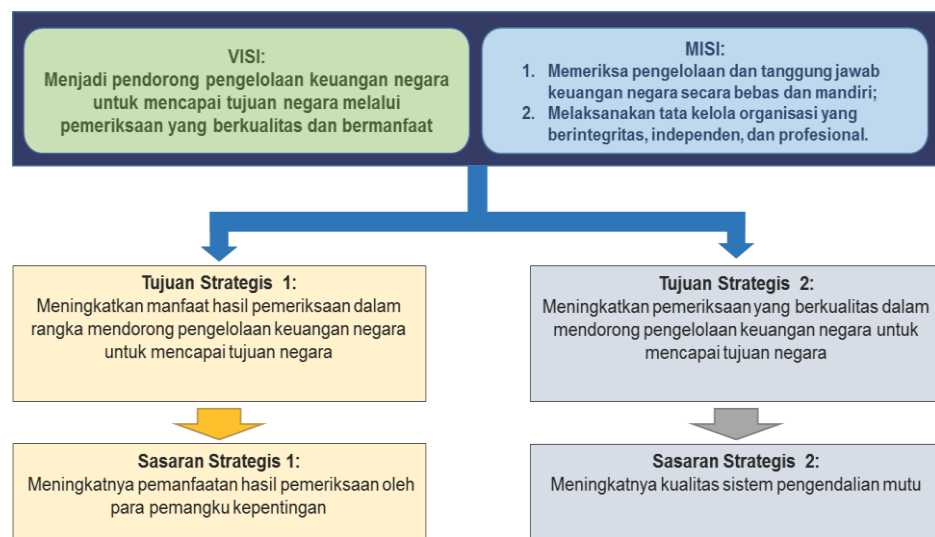 VISI:
Menjadi pendorong pengelolaan keuangan negara
untuk mencapai tujuan negara melalui
pemeriksaan yang berkualitas dan bermanfaat
MISI:
1. Memeriksa pengelolaan dan tanggung jawab
keuangan negara secara bebas dan mandiri;
2. Melaksanakan tata kelola organisasi yang
berintegritas, independen, dan profesional.
Tujuan Strategis 1:
Meningkatkan manfaat hasil pemeriksaan dalam
rangka mendorong pengelolaan keuangan negara
untuk mencapai tujuan negara
Tujuan Strategis 2:
Meningkatkan pemeriksaan yang berkualitas dalam
mendorong pengelolaan keuangan negara untuk
mencapai tujuan negara
Sasaran Strategis 1:
Meningkatnya pemanfaatan hasil pemeriksaan oleh
para pemangku kepentingan
Sasaran Strategis 2:
Meningkatnya kualitas sistem pengendalian mutu